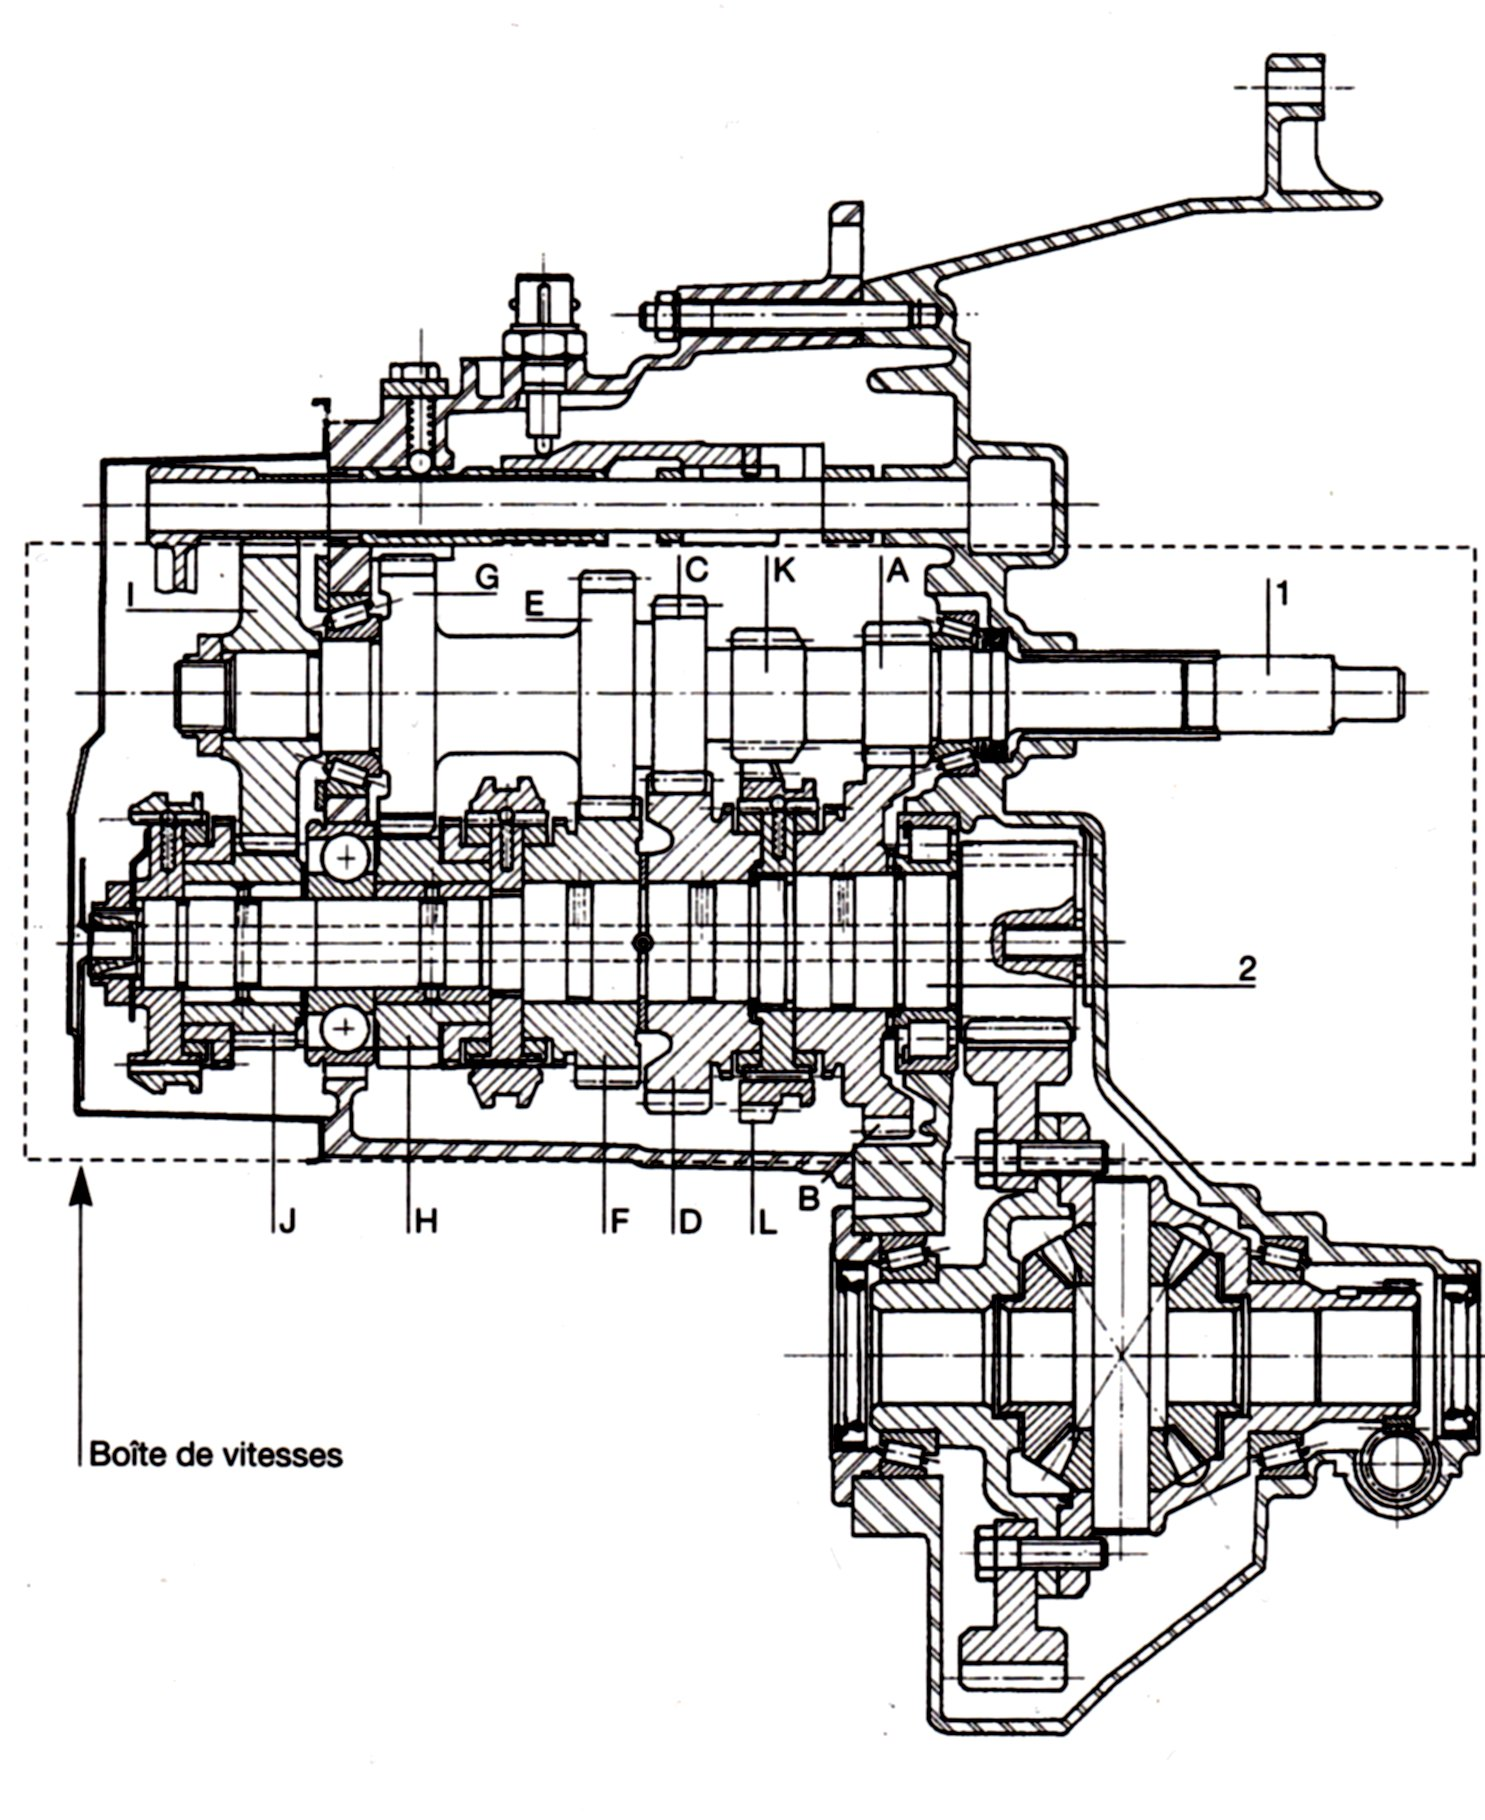 C K A
G
I E 1
2
B
J H F D L
Boîte de vitesses